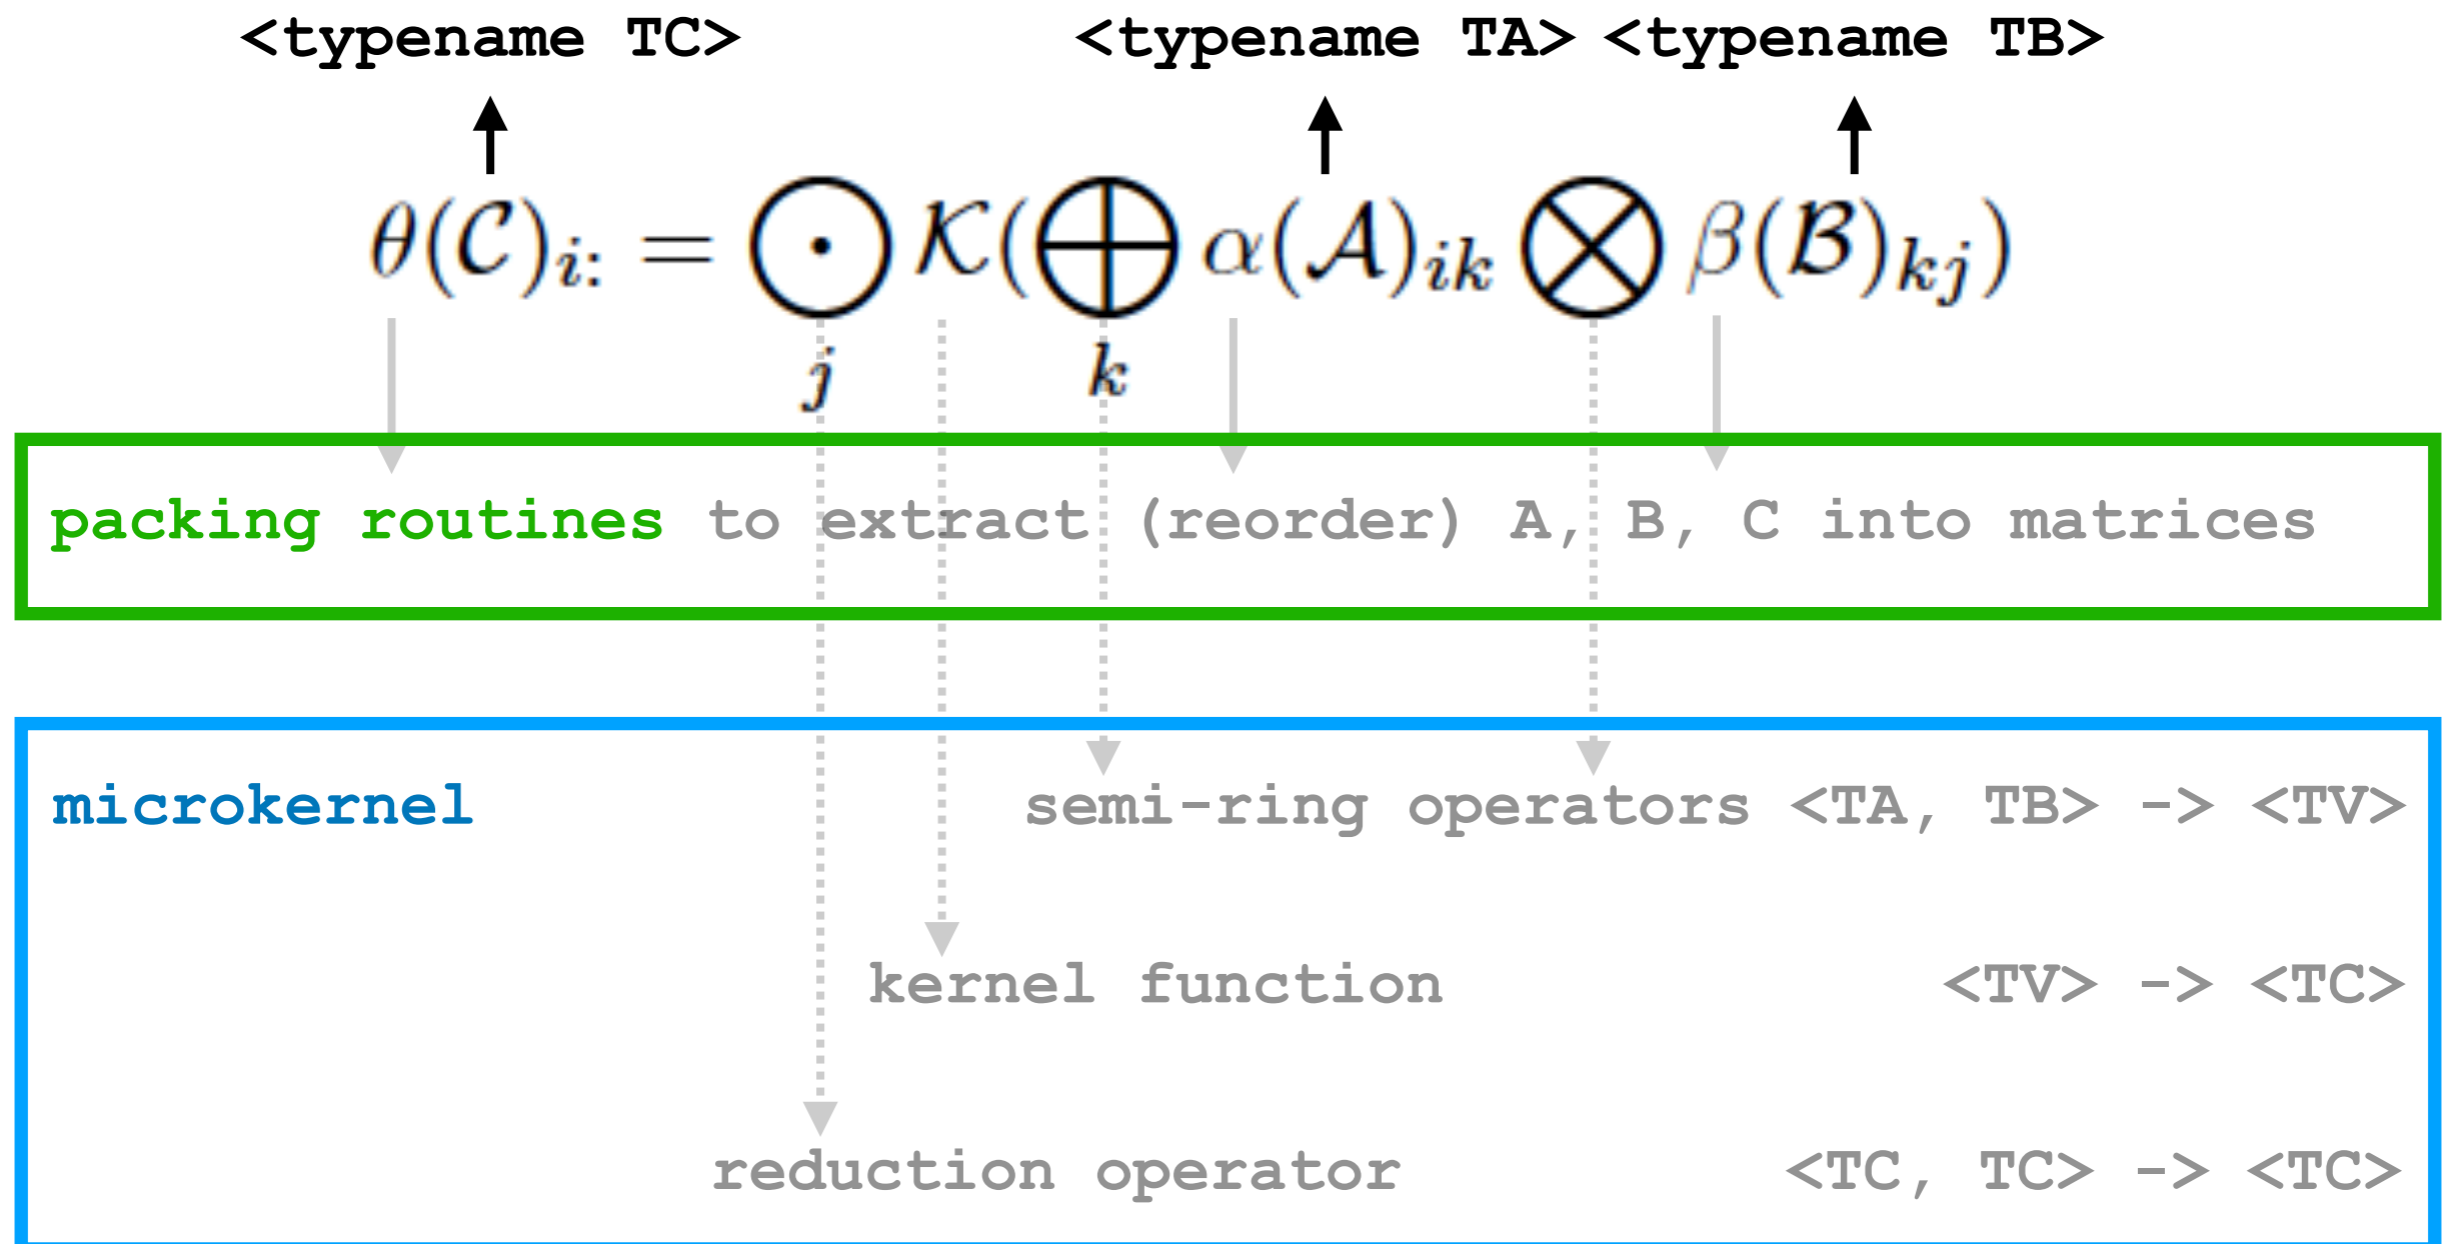 <typename TC> <typename TA> <typename TB>
θ(𝒞)ᵢ: = ⨀ 𝒦(⨁ α(𝒜)ᵢₖ ⨂ β(ℬ)ₖⱼ)
j k
packing routines to extract (reorder) A, B, C into matrices
microkernel semi-ring operators <TA, TB> -> <TV>
kernel function <TV> -> <TC>
reduction operator <TC, TC> -> <TC>